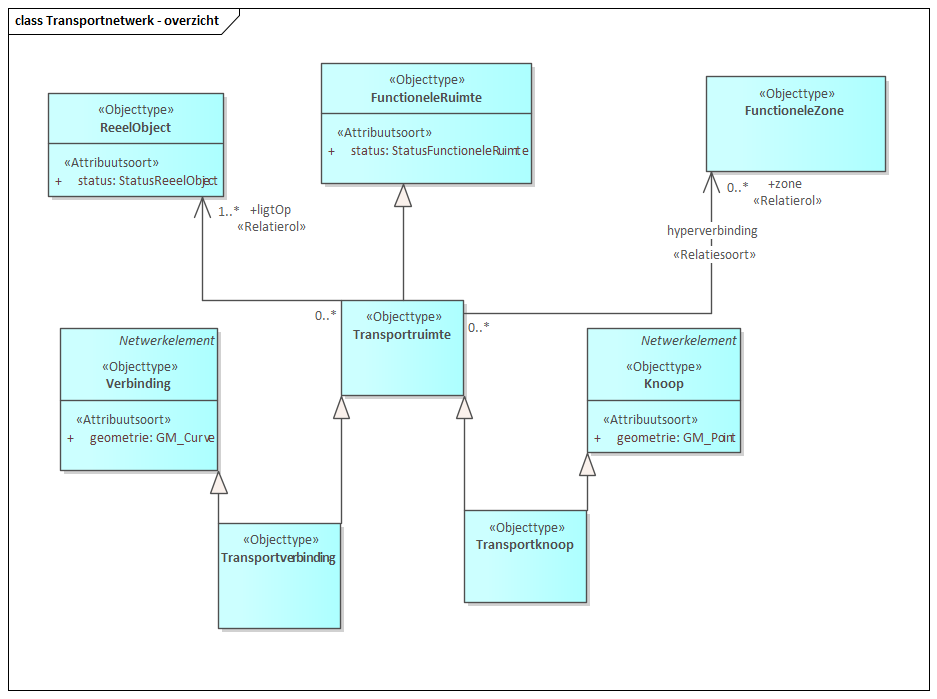 class Transportnetwerk - overzicht
«Objecttype»
ReeelObject
«Attribuutsoort»
+ status: StatusReeelObject
«Objecttype»
FunctioneleRuimte
«Attribuutsoort»
+ status: StatusFunctioneleRuimte
«Objecttype»
FunctioneleZone
1..* +ligtOp
«Relatierol»
0..* +zone
«Relatierol»
hyperverbinding
«Relatiesoort»
0..*
«Objecttype»
Transportruimte
0..*
Netwerkelement
«Objecttype»
Verbinding
«Attribuutsoort»
+ geometrie: GM_Curve
Netwerkelement
«Objecttype»
Knoop
«Attribuutsoort»
+ geometrie: GM_Point
«Objecttype»
Transportverbinding
«Objecttype»
Transportknoop